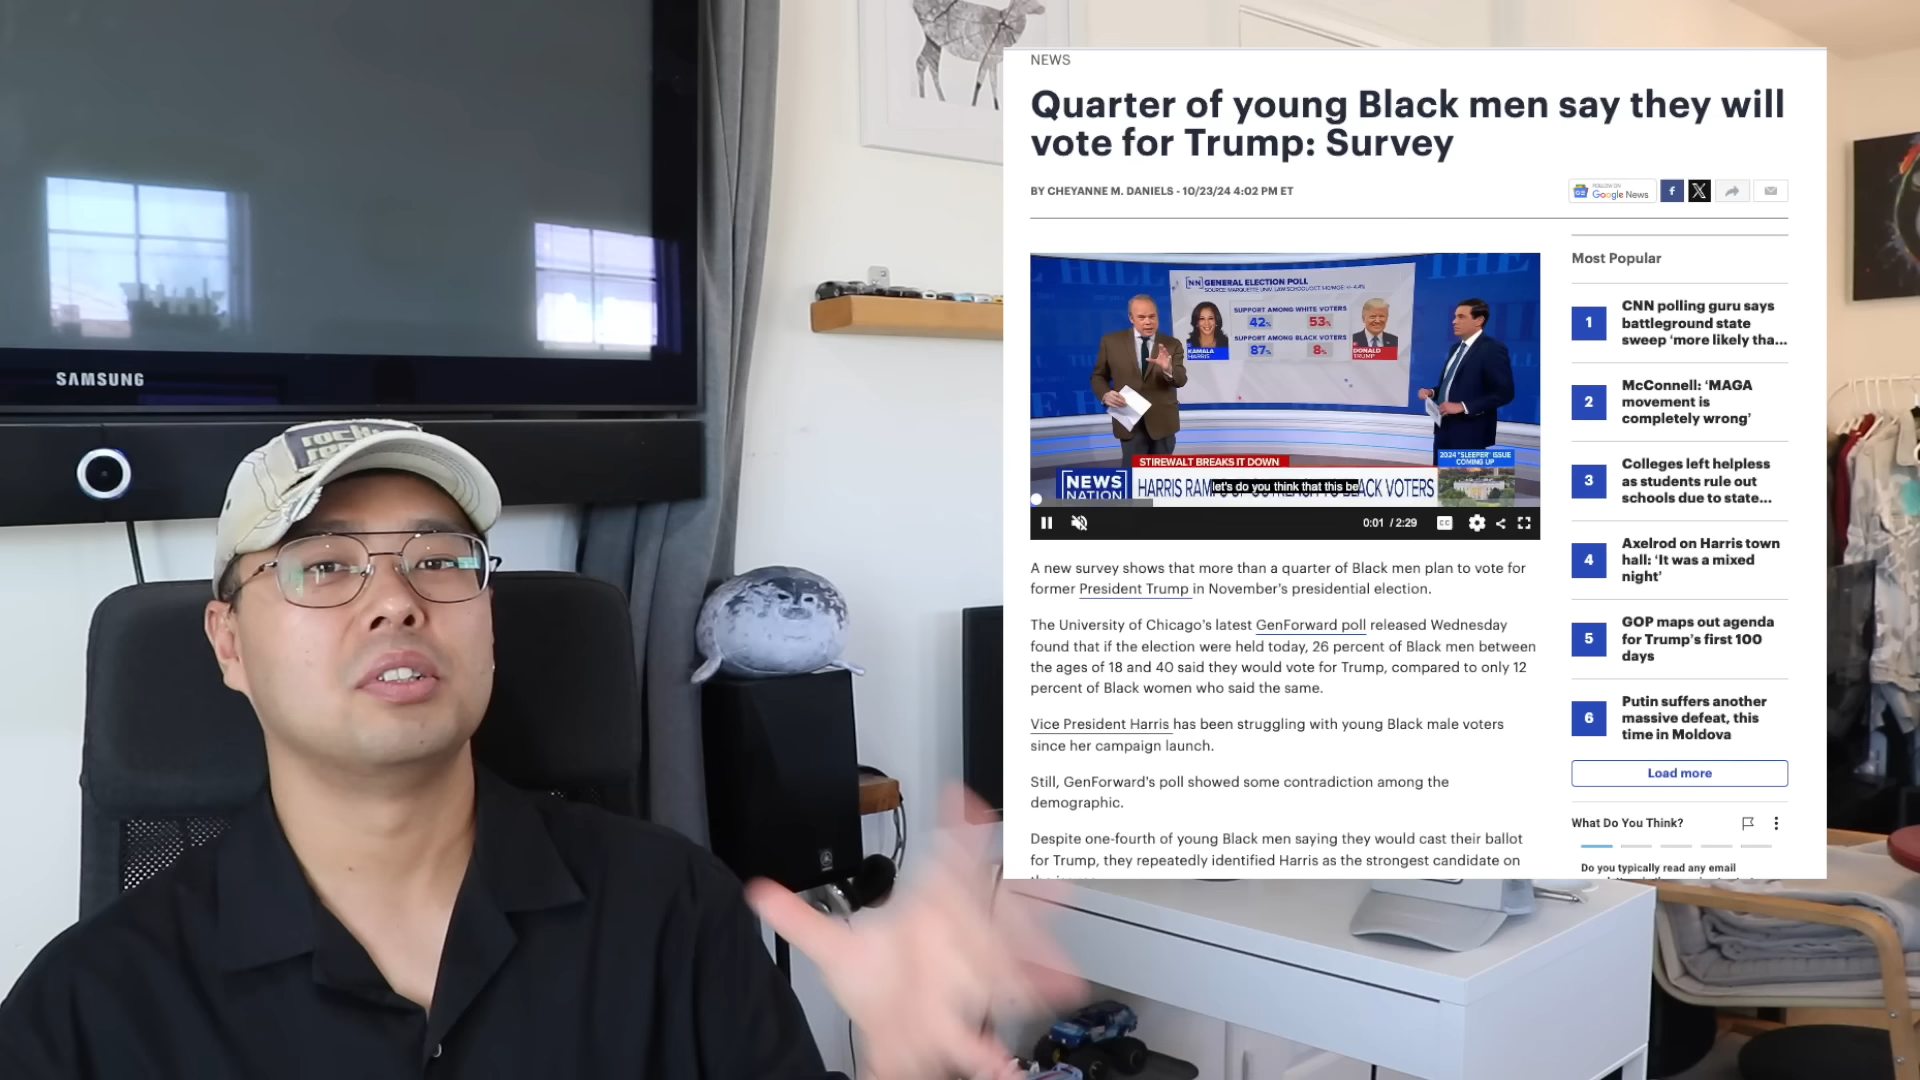 SAMSUNG
NEWS
Quarter of young Black men say they will
vote for Trump: Survey
BY CHEYANNE M. DANIELS - 10/23/24 4:02 PM ET
FOLLOW ON
Google News
[NN] GENERAL ELECTION POLL
SUPPORT AMONG WHITE VOTERS
42% 53%
SUPPORT AMONG BLACK VOTERS
87% 8%
KAMALA
HARRIS
DONALD
TRUMP
STIREWALT BREAKS IT DOWN
2024 "SLEEPER" ISSUE
COMING UP
NEWS
NATION
HARRIS RAM
let's do you think that this be
ACK VOTERS
0:01 / 2:29
CC
A new survey shows that more than a quarter of Black men plan to vote for
former President Trump in November's presidential election.
The University of Chicago's latest GenForward poll released Wednesday
found that if the election were held today, 26 percent of Black men between
the ages of 18 and 40 said they would vote for Trump, compared to only 12
percent of Black women who said the same.
Vice President Harris has been struggling with young Black male voters
since her campaign launch.
Still, GenForward's poll showed some contradiction among the
demographic.
Despite one-fourth of young Black men saying they would cast their ballot
for Trump, they repeatedly identified Harris as the strongest candidate on
Most Popular
1
CNN polling guru says
battleground state
sweep 'more likely tha...
2
McConnell: 'MAGA
movement is
completely wrong'
3
Colleges left helpless
as students rule out
schools due to state...
4
Axelrod on Harris town
hall: 'It was a mixed
night'
5
GOP maps out agenda
for Trump's first 100
days
6
Putin suffers another
massive defeat, this
time in Moldova
Load more
What Do You Think?
Do you typically read any email